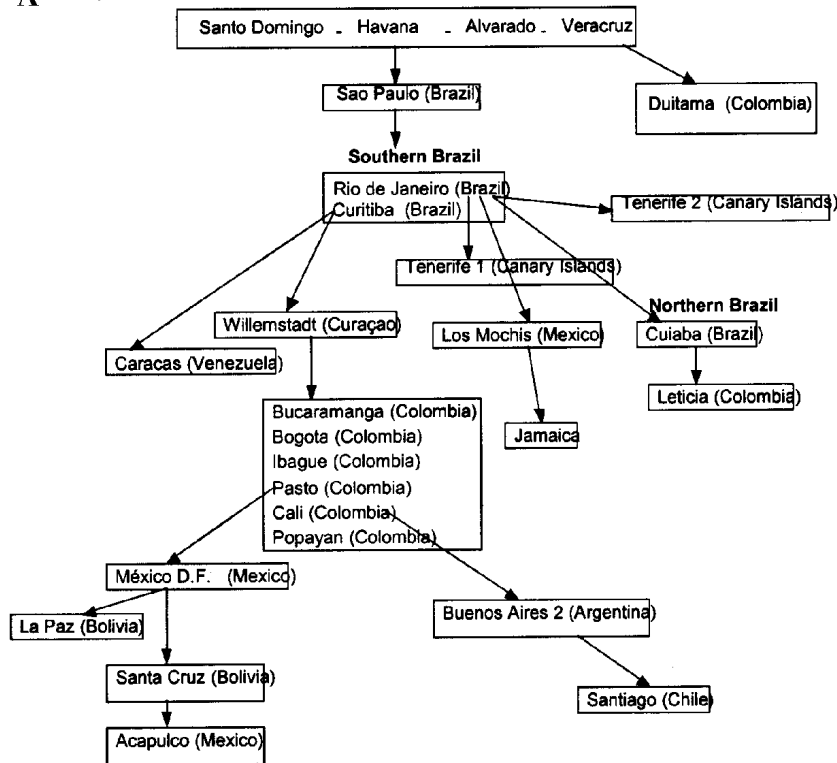 A
Santo Domingo - Havana - Alvarado - Veracruz
Sao Paulo (Brazil)
Duitama (Colombia)
Southern Brazil
Rio de Janeiro (Brazil)
Curitiba (Brazil)
Tenerife 2 (Canary Islands)
Tenerife 1 (Canary Islands)
Northern Brazil
Willemstadt (Curaçao)
Los Mochis (Mexico)
Cuiaba (Brazil)
Caracas (Venezuela)
Leticia (Colombia)
Bucaramanga (Colombia)
Bogota (Colombia)
Ibague (Colombia)
Pasto (Colombia)
Cali (Colombia)
Popayan (Colombia)
Jamaica
México D.F. (Mexico)
La Paz (Bolivia)
Buenos Aires 2 (Argentina)
Santa Cruz (Bolivia)
Santiago (Chile)
Acapulco (Mexico)